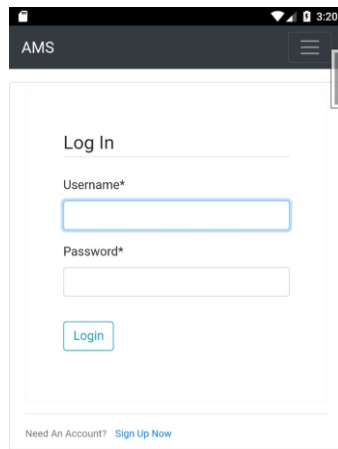 3:20
AMS
Log In
Username*
Password*
Login
Need An Account? Sign Up Now